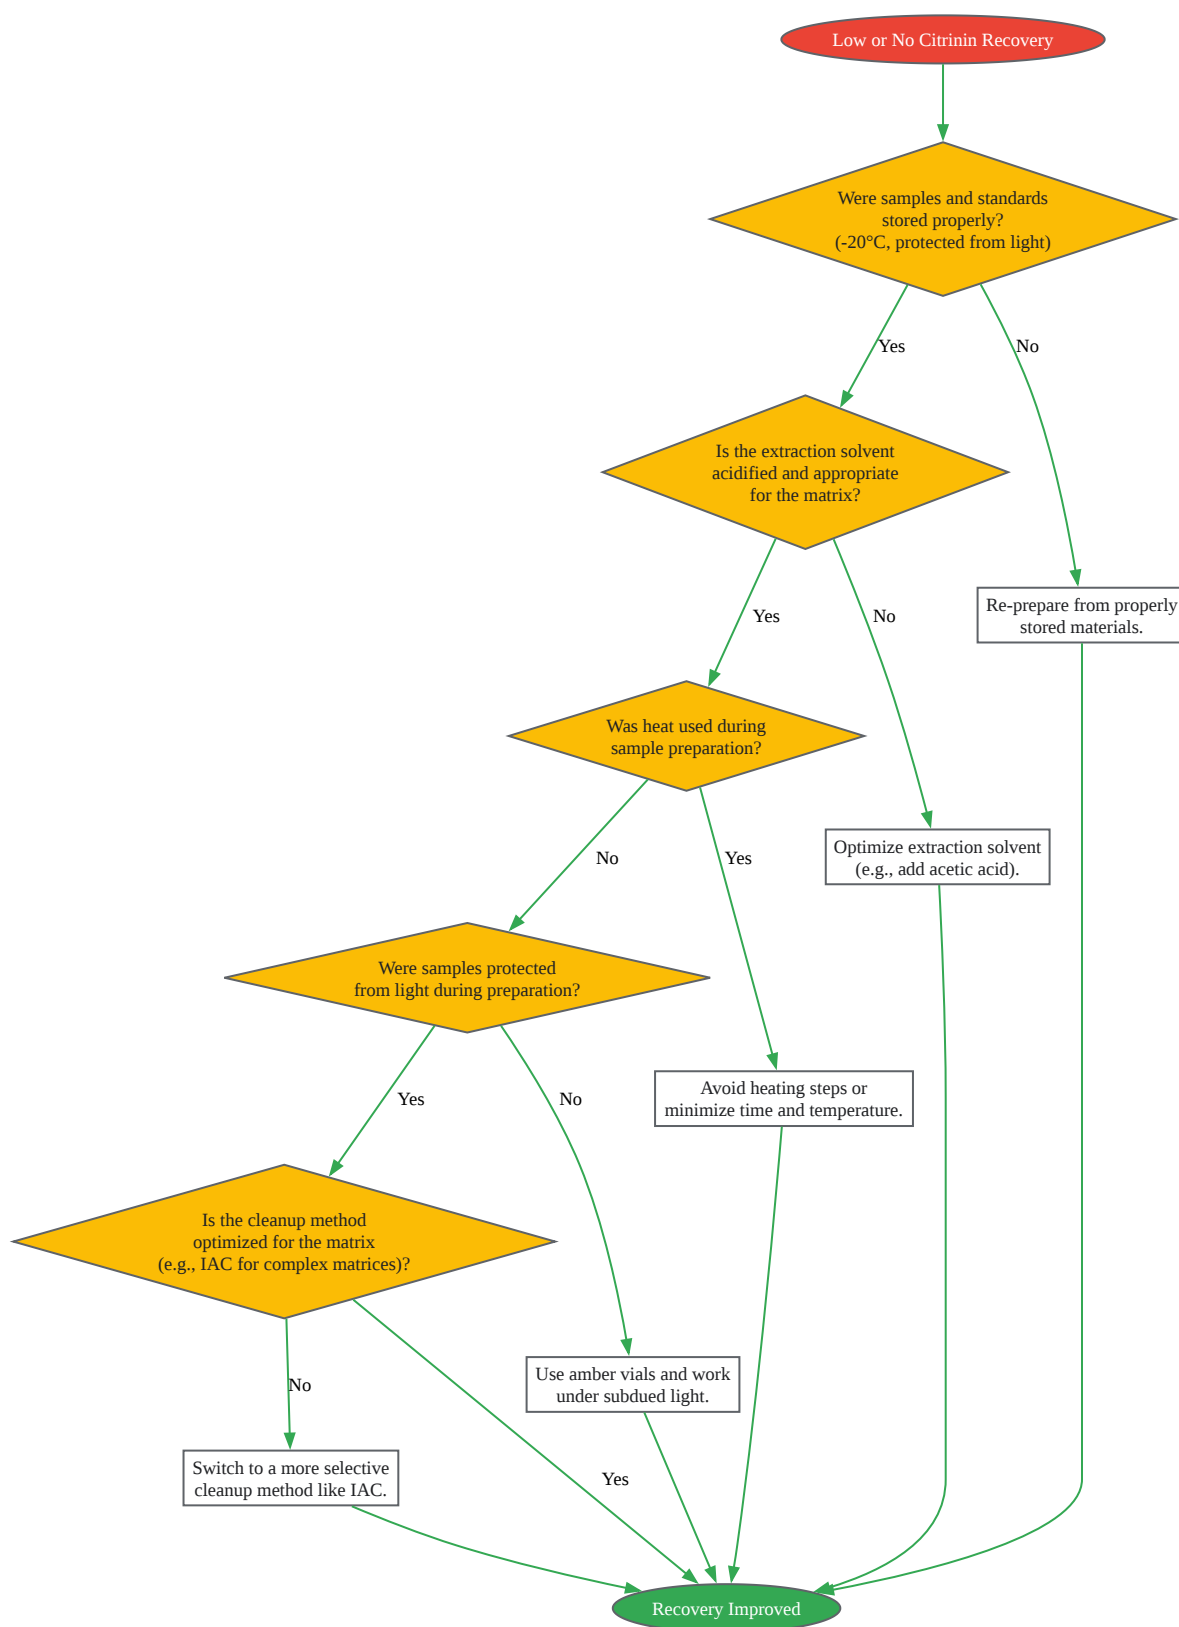 Low or No Citrinin Recovery
Were samples and standards
stored properly?
(-20°C, protected from light)
Yes
No
Is the extraction solvent
acidified and appropriate
for the matrix?
Re-prepare from properly
stored materials.
Yes
No
Was heat used during
sample preparation?
Optimize extraction solvent
(e.g., add acetic acid).
No
Yes
Were samples protected
from light during preparation?
Avoid heating steps or
minimize time and temperature.
Yes
No
Is the cleanup method
optimized for the matrix
(e.g., IAC for complex matrices)?
Use amber vials and work
under subdued light.
No
Yes
Switch to a more selective
cleanup method like IAC.
Recovery Improved